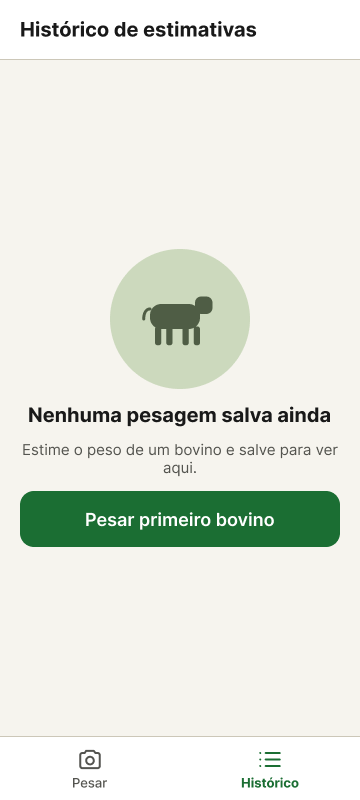 Histórico de estimativas
Nenhuma pesagem salva ainda
Estime o peso de um bovino e salve para ver
aqui.
Pesar primeiro bovino
Pesar
Histórico